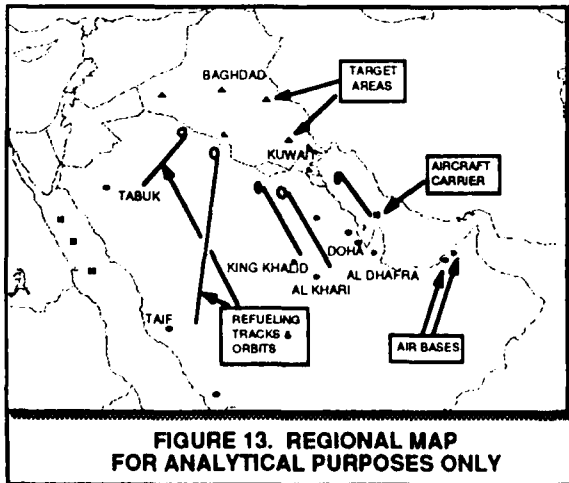 BAGHDAD
TARGET
AREAS
KUWAIT
AIRCRAFT
CARRIER
TABUK
DOHA
KING KHALID
AL DHAFRA
AL KHARI
TAIF
REFUELING
TRACKS &
ORBITS
AIR BASES
FIGURE 13. REGIONAL MAP
FOR ANALYTICAL PURPOSES ONLY